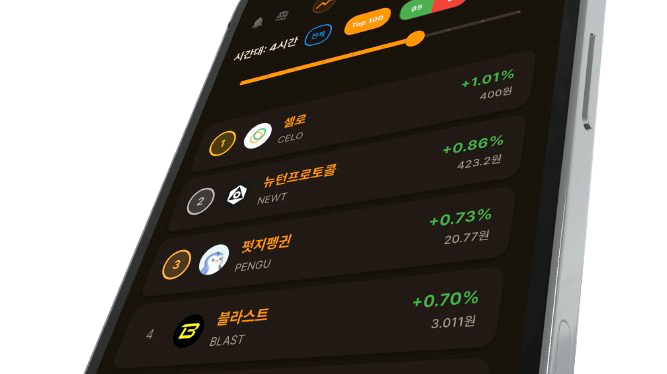 시간대: 4시간
전체
Top 100
95
1
셀로
CELO
+1.01%
400원
2
뉴턴프로토콜
NEWT
+0.86%
423.2원
3
펏지펭귄
PENGU
+0.73%
20.77원
4
블라스트
BLAST
+0.70%
3.011원